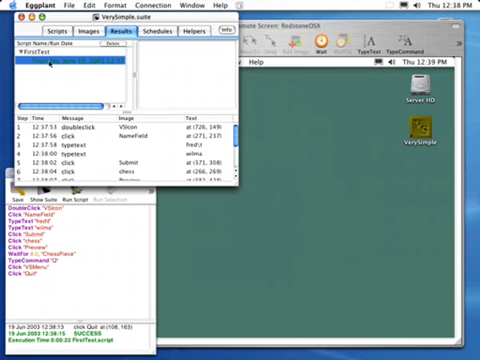 Eggplant File Edit Format Connection Window Help Thu 12:38 PM
VerySimple.suite
Remote Screen: RedstoneOSX
Scripts Images Results Schedules Helpers Info
Script Name/Run Date Delete
FirstTest
Add Image Wait TypeText TypeCommand
Help Thu 12:39 PM
Server HD
VerySimple
Step Time Message Image Text
1 12:37:53 doubleclick VSIcon at (726, 149)
2 12:37:56 click NameField at (271, 237)
3 12:37:58 typetext fred\t
4 12:38:00 typetext wilma
5 12:38:02 click Submit at (371, 308)
6 12:38:04 click chess at (266, 269)
Save Show Suite Run Script Run Selection
DoubleClick "VSIcon"
Click "NameField"
TypeText "fred\t"
TypeText "wilma"
Click "Submit"
Click "chess"
Click "Preview"
WaitFor 8.0, "ChessPiece"
TypeCommand "Q"
Click "VSMenu"
Click "Quit"
19 Jun 2003 12:38:13 click Quit at (108, 163)
19 Jun 2003 12:38:15 SUCCESS
Execution Time 0:00:22 FirstTest.script